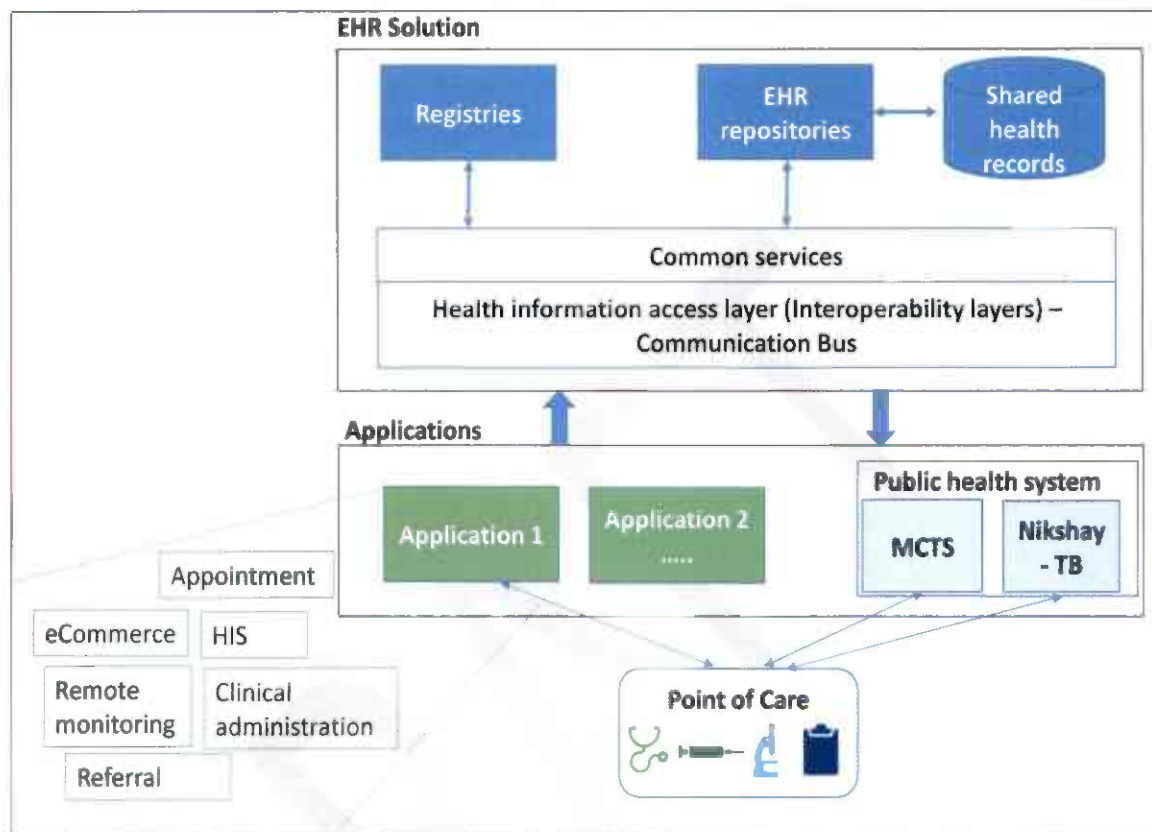 EHR Solution
Registries
EHR
repositories
Shared
health
records
Common services
Health information access layer (Interoperability layers) –
Communication Bus
Applications
Application 1
Application 2
.....
Public health system
MCTS
Nikshay
- TB
Appointment
eCommerce
HIS
Remote
monitoring
Clinical
administration
Referral
Point of Care